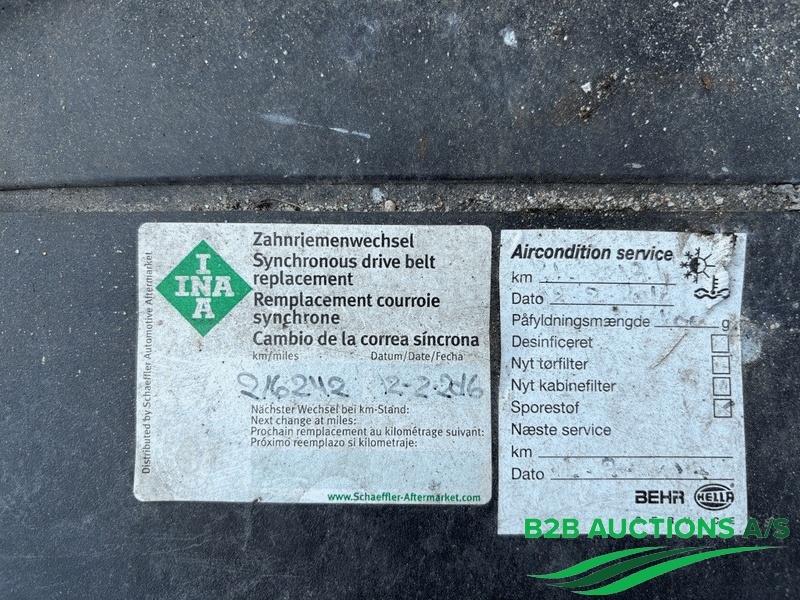 Distributed by Schaeffler Automotive Aftermarket
INA
INA
Zahnriemenwechsel
Synchronous drive belt
replacement
Remplacement courroie
synchrone
Cambio de la correa síncrona
km/miles Datum/Date/Fecha
216242 2-2-2016
Nächster Wechsel bei km-Stand:
Next change at miles:
Prochain remplacement au kilométrage suivant:
Próximo reemplazo si kilometraje:
www.Schaeffler-Aftermarket.com
Aircondition service
km
Dato
Påfyldningsmængde g
Desinficeret
Nyt tørfilter
Nyt kabinefilter
Sporestof
Næste service
km
Dato
BEHR HELLA
B2B AUCTIONS A/S